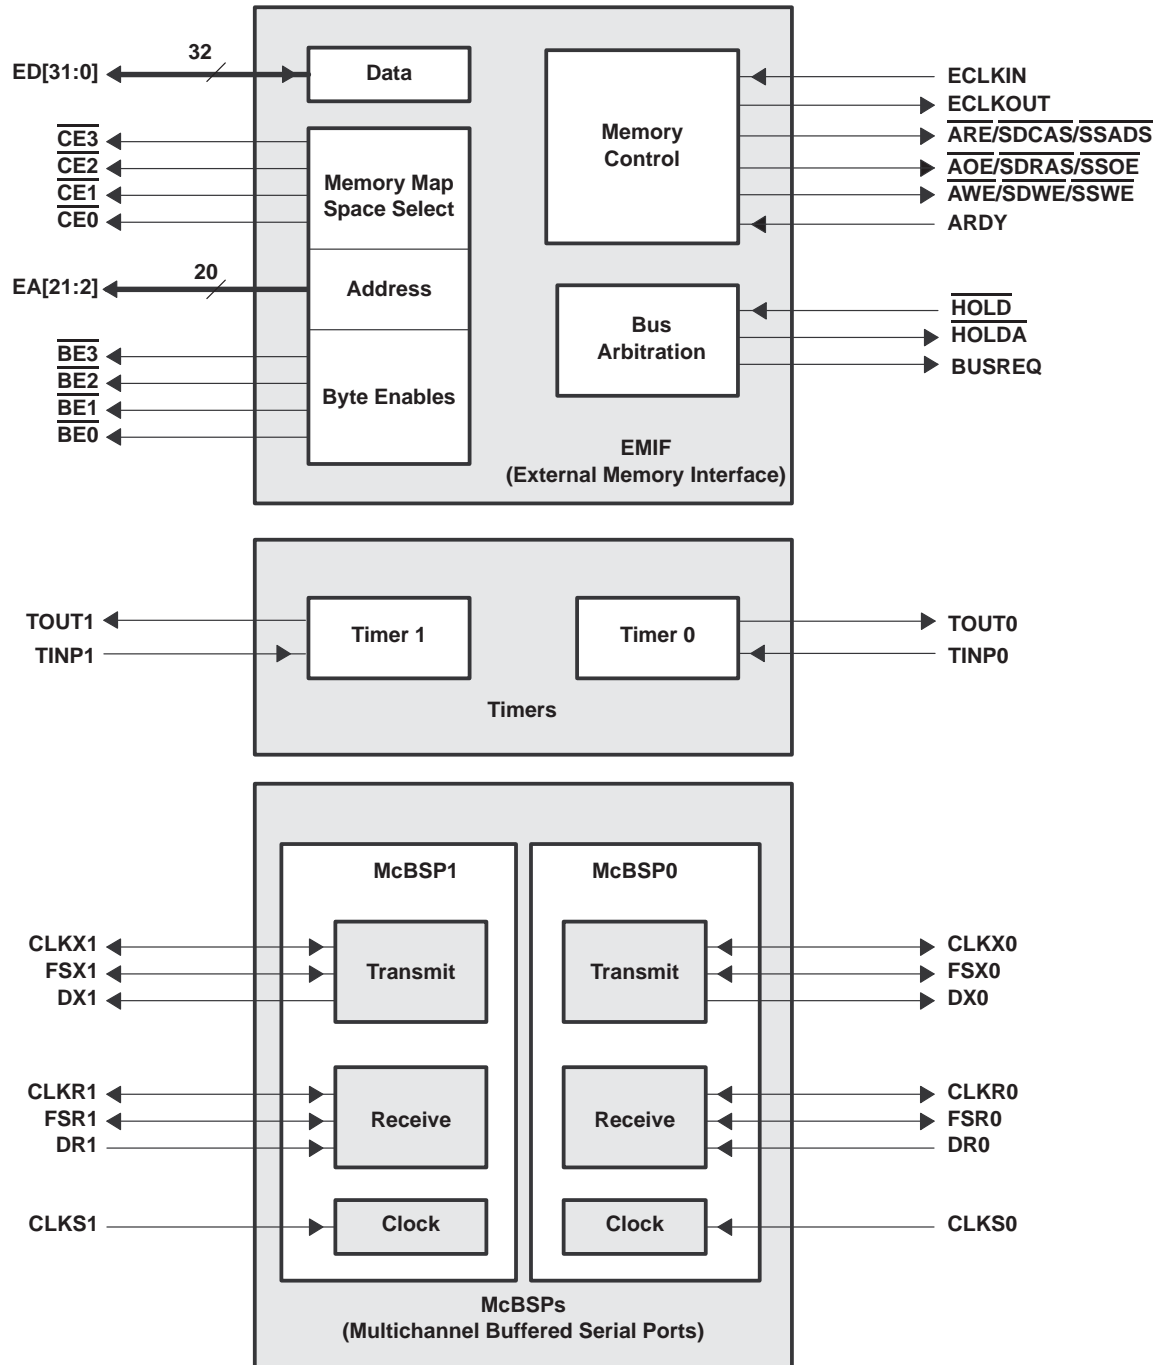 32
ED[31:0]
Data
CE3
CE2
CE1
CE0
Memory Map
Space Select
20
EA[21:2]
Address
BE3
BE2
BE1
BE0
Byte Enables
Memory
Control
ECLKIN
ECLKOUT
ARE/SDCAS/SSADS
AOE/SDRAS/SSOE
AWE/SDWE/SSWE
ARDY
Bus
Arbitration
HOLD
HOLDA
BUSREQ
EMIF
(External Memory Interface)
TOUT1
TINP1
Timer 1
Timer 0
TOUT0
TINP0
Timers
McBSP1
McBSP0
CLKX1
FSX1
DX1
Transmit
Transmit
CLKX0
FSX0
DX0
CLKR1
FSR1
DR1
Receive
Receive
CLKR0
FSR0
DR0
CLKS1
Clock
Clock
CLKS0
McBSPs
(Multichannel Buffered Serial Ports)